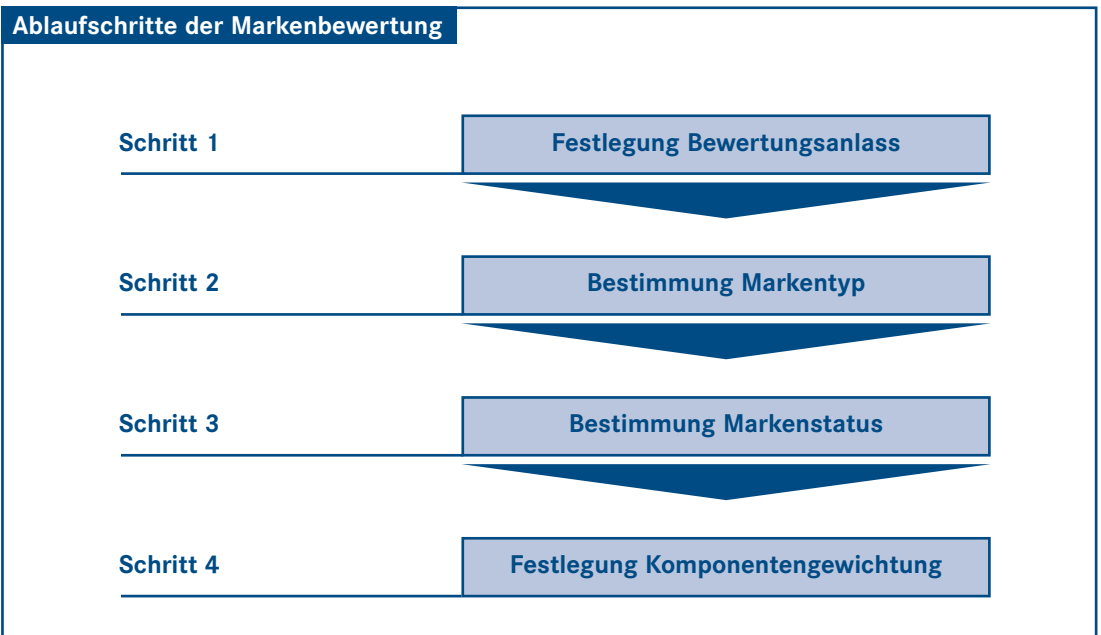 Ablaufschritte der Markenbewertung
Schritt 1
Festlegung Bewertungsanlass
Schritt 2
Bestimmung Markentyp
Schritt 3
Bestimmung Markenstatus
Schritt 4
Festlegung Komponentengewichtung